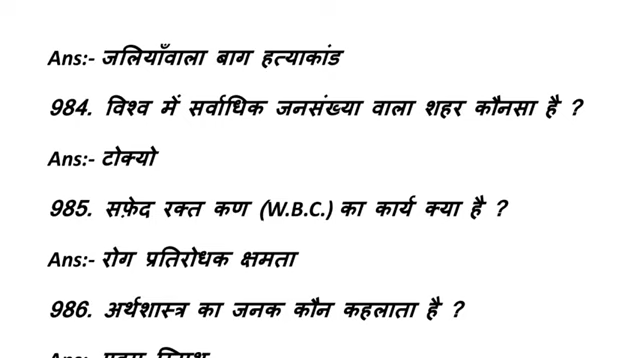 Ans:- जलियाँवाला बाग हत्याकांड
984. विश्व में सर्वाधिक जनसंख्या वाला शहर कौनसा है ?
Ans:- टोक्यो
985. सफ़ेद रक्त कण (W.B.C.) का कार्य क्या है ?
Ans:- रोग प्रतिरोधक क्षमता
986. अर्थशास्त्र का जनक कौन कहलाता है ?
Ans:-